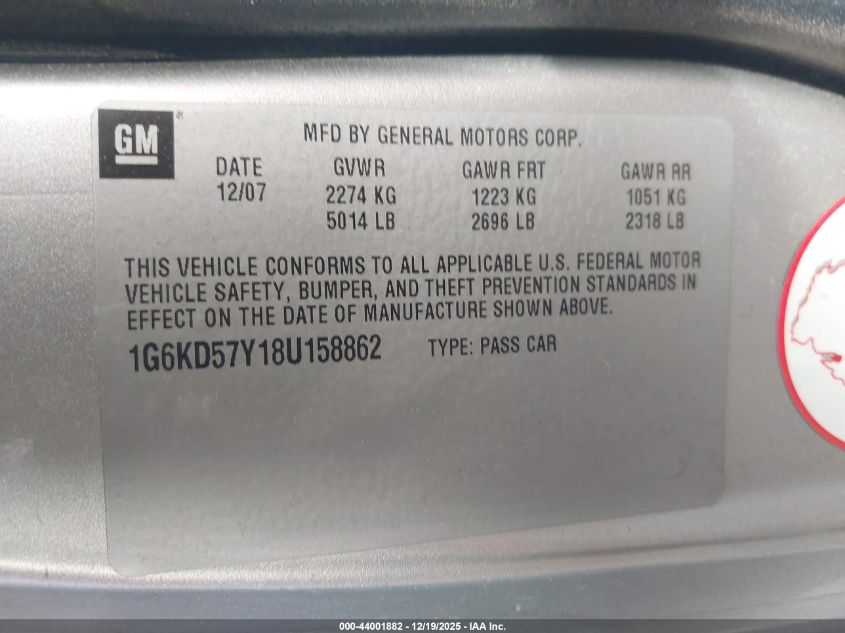 GM ®
MFD BY GENERAL MOTORS CORP.
DATE GVWR GAWR FRT GAWR RR
12/07 2274 KG 1223 KG 1051 KG
5014 LB 2696 LB 2318 LB
THIS VEHICLE CONFORMS TO ALL APPLICABLE U.S. FEDERAL MOTOR
VEHICLE SAFETY, BUMPER, AND THEFT PREVENTION STANDARDS IN
EFFECT ON THE DATE OF MANUFACTURE SHOWN ABOVE.
1G6KD57Y18U158862 TYPE: PASS CAR
000-44001882 - 12/19/2025 - IAA Inc.